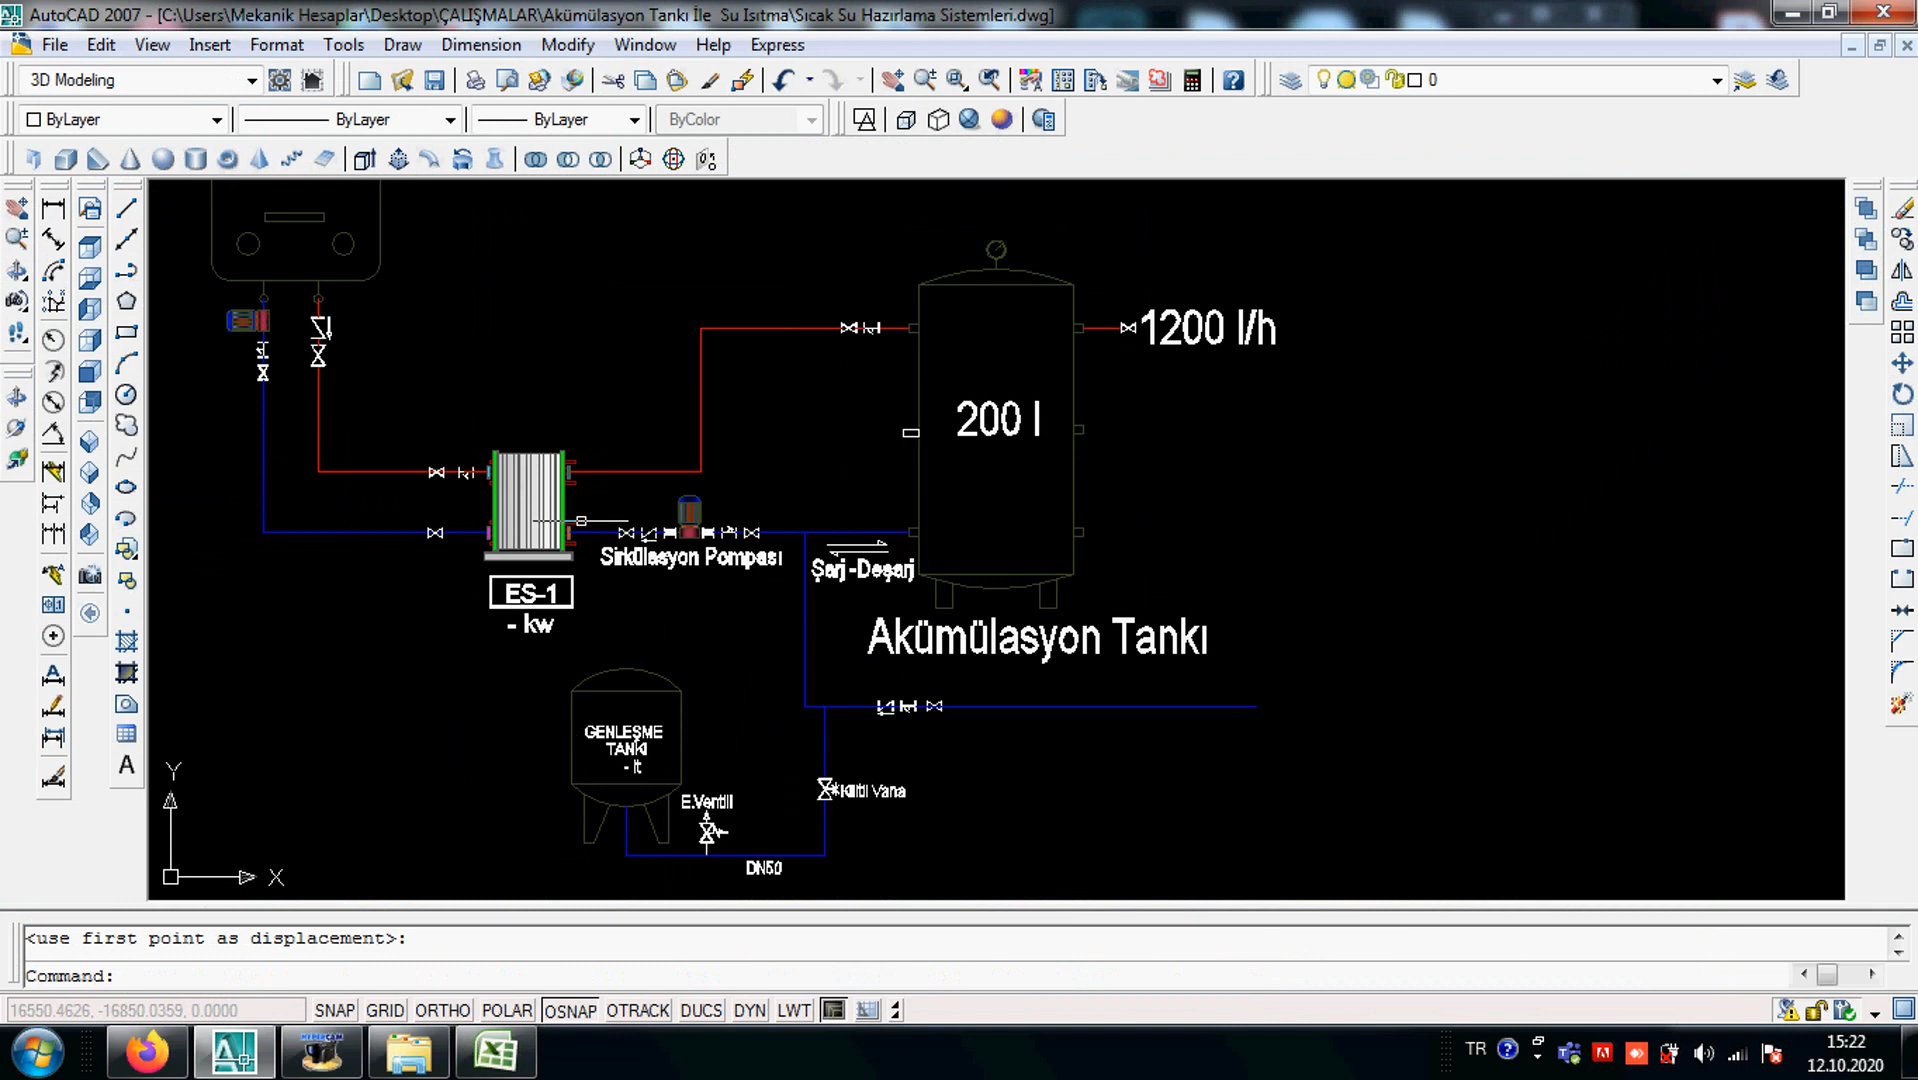 AutoCAD 2007 - [C:\Users\Mekanik Hesaplar\Desktop\ÇALIŞMALAR\Akümülasyon Tankı İle  Su Isıtma\Sıcak Su Hazırlama Sistemleri.dwg]
File Edit View Insert Format Tools Draw Dimension Modify Window Help Express
3D Modeling
0
ByLayer ByLayer ByLayer ByColor
1200 l/h
200 l
Sirkülasyon Pompası
Şarj-Deşarj
ES-1
- kw
Akümülasyon Tankı
GENLEŞME
TANKI
- lt
E.Ventili
Kilitli Vana
DN50
Y
X
A
<use first point as displacement>:
Command:
16550.4626, -16850.0359, 0.0000 SNAP GRID ORTHO POLAR OSNAP OTRACK DUCS DYN LWT
TR
15:22
12.10.2020